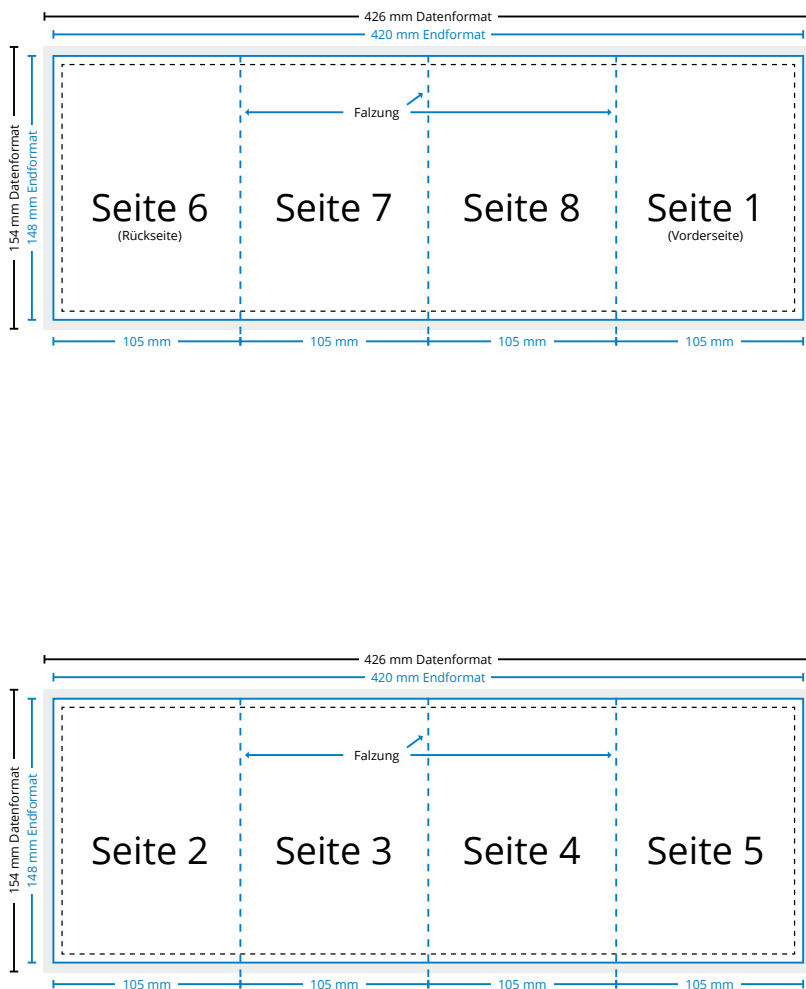 426 mm Datenformat
420 mm Endformat
154 mm Datenformat
148 mm Endformat
Falzung
Seite 6
(Rückseite)
Seite 7
Seite 8
Seite 1
(Vorderseite)
105 mm
105 mm
105 mm
105 mm
426 mm Datenformat
420 mm Endformat
154 mm Datenformat
148 mm Endformat
Falzung
Seite 2
Seite 3
Seite 4
Seite 5
105 mm
105 mm
105 mm
105 mm